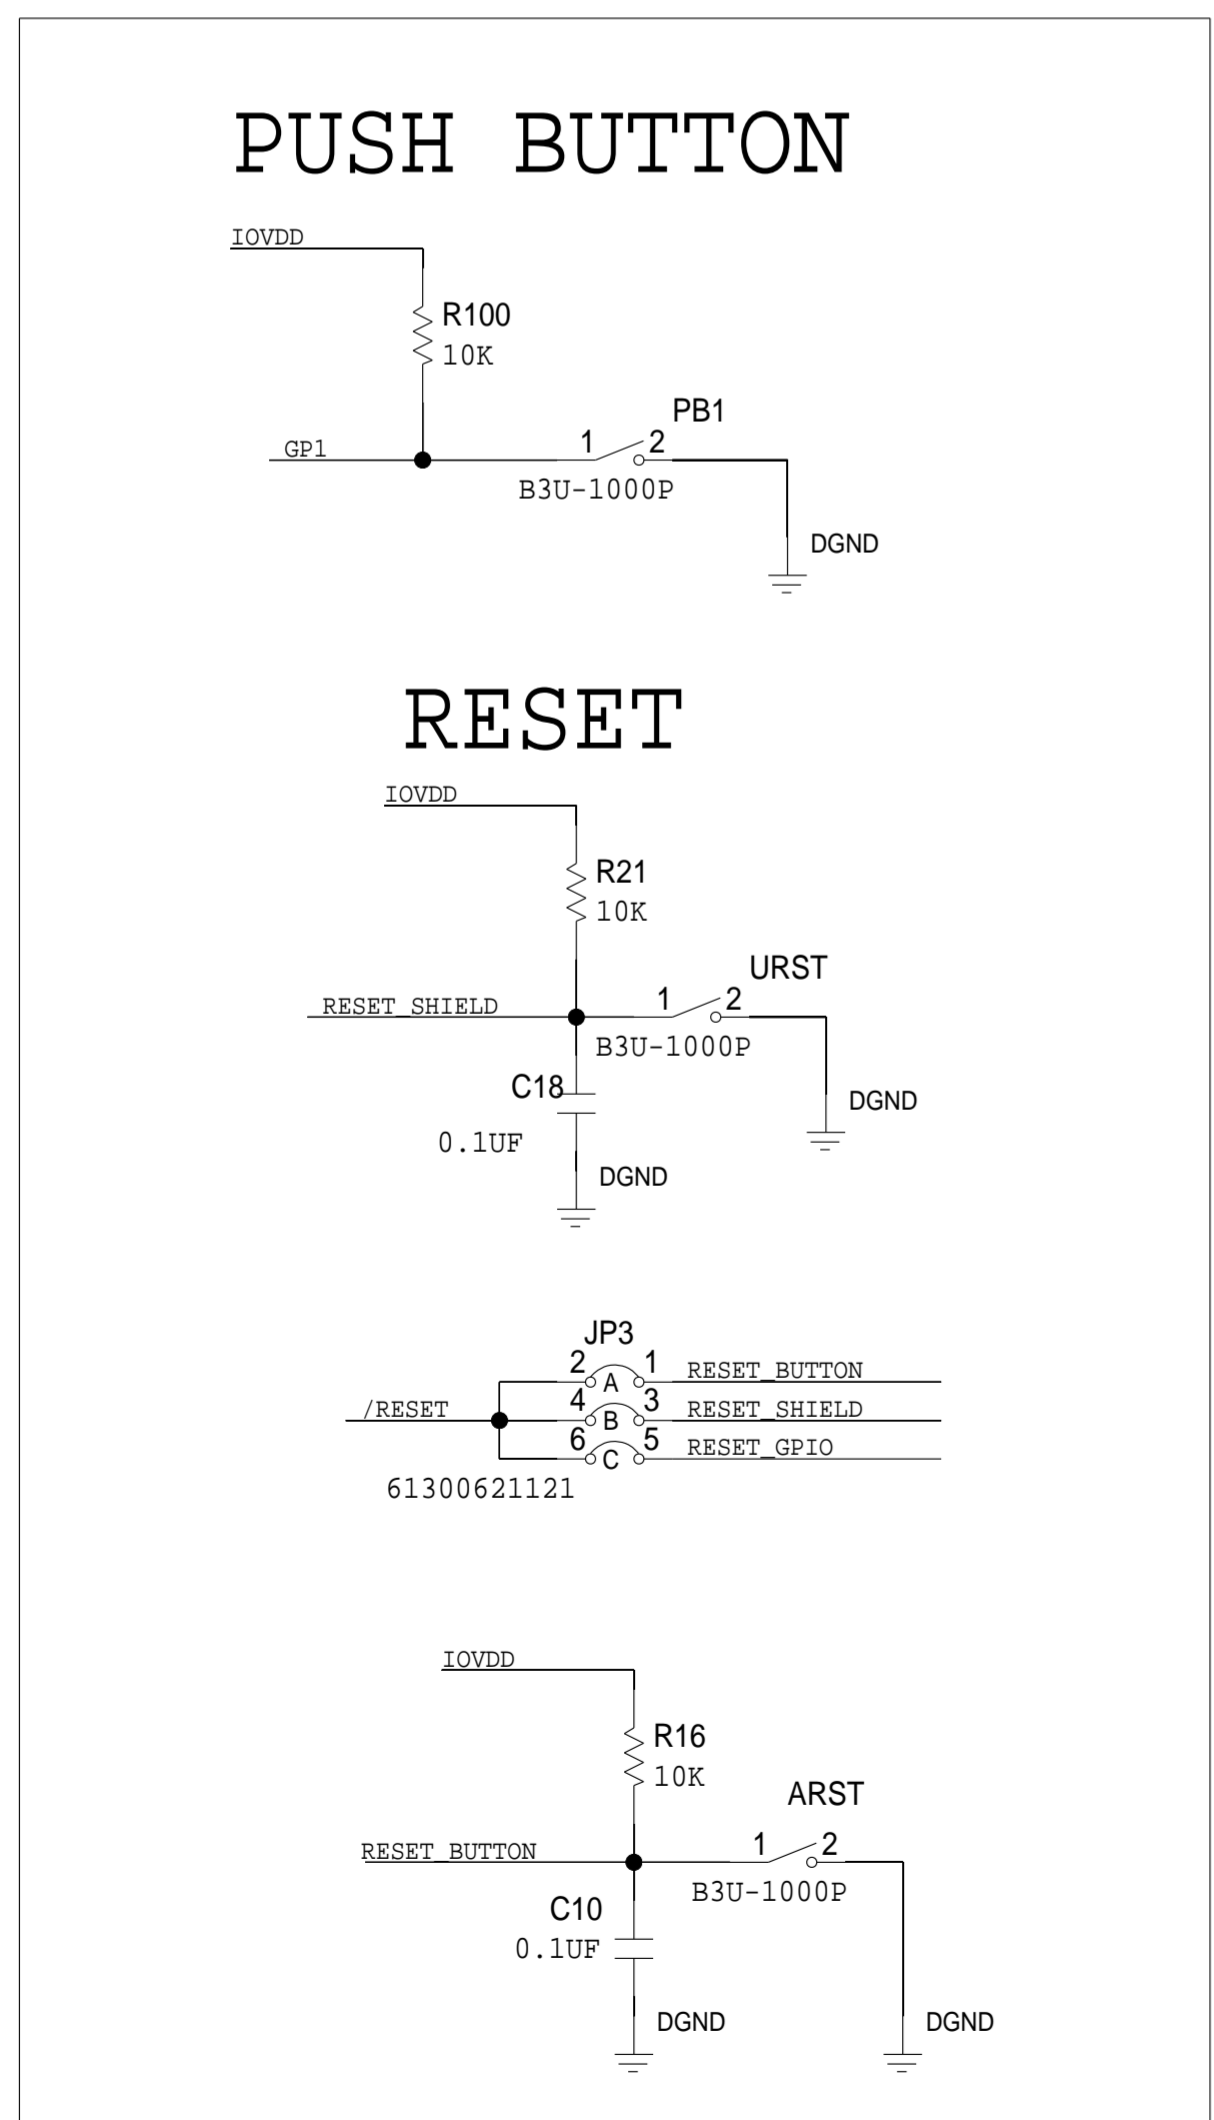 PUSH BUTTON
IOVDD
R100
10K
PB1
GP1
1 2
B3U-1000P
DGND
RESET
IOVDD
R21
10K
URST
RESET_SHIELD
1 2
B3U-1000P
C18
0.1UF
DGND
DGND
JP3
2 A 1 RESET_BUTTON
/RESET 4 B 3 RESET_SHIELD
6 C 5 RESET_GPIO
61300621121
IOVDD
R16
10K
ARST
RESET_BUTTON
1 2
B3U-1000P
C10
0.1UF
DGND
DGND